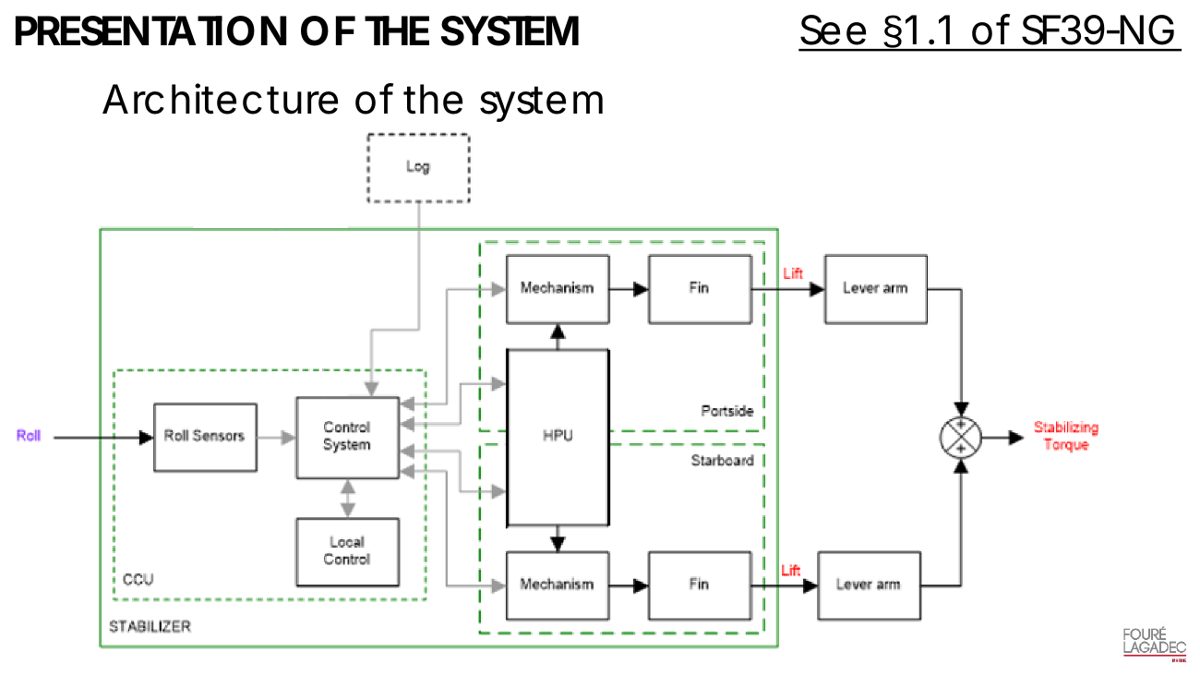 PRESENTATION OF THE SYSTEM
See §1.1 of SF39-NG
Architecture of the system
Log
Mechanism
Fin
Lift
Lever arm
Portside
Roll
Roll Sensors
Control
System
HPU
+
+
Stabilizing
Torque
Starboard
Local
Control
CCU
Mechanism
Fin
Lift
Lever arm
STABILIZER
FOURÉ
LAGADEC